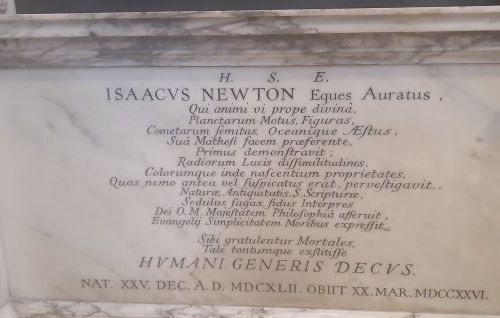 H. S. E.
ISAACVS NEWTON Eques Auratus,
Qui animi vi prope divinâ,
Planetarum Motus, Figuras,
Cometarum ſemitas, Oceanique Æſtus,
Suâ Matheſi facem præferente,
Primus demonſtravit;
Radiorum Lucis diſſimilitudines,
Colorumque inde naſcentium proprietates,
Quas nemo antea vel ſuſpicatus erat, perveſtigavit.
Naturæ, Antiquitatis, S. Scripturæ,
Sedulus, ſagax, fidus Interpres
Dei O. M. Majeſtatem Philoſophiâ aſſeruit,
Evangelij Simplicitatem Moribus expreſſit.
Sibi gratulentur Mortales,
Tale tantumque exſtitiſſe
HVMANI GENERIS DECVS.
NAT. XXV. DEC. A.D. MDCXLII. OBIIT. XX. MAR. MDCCXXVI.